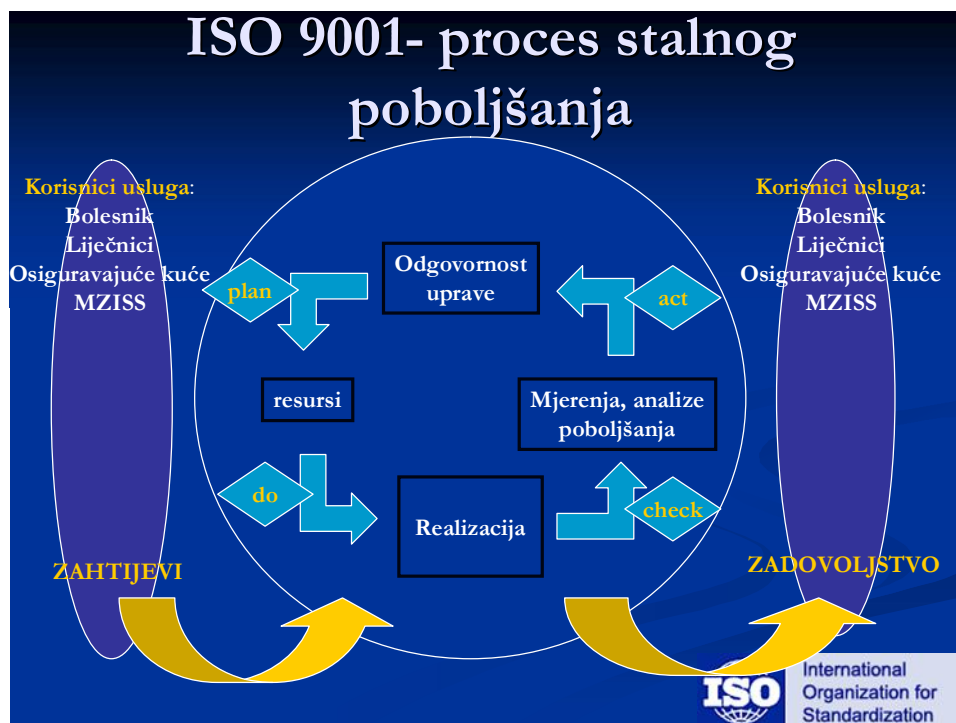 ISO 9001- proces stalnog
poboljšanja
Korisnici usluga:
Bolesnik
Liječnici
Osiguravajuće kuće
MZISS
ZAHTIJEVI
plan
Odgovornost
uprave
act
resursi
Mjerenja, analize
poboljšanja
do
Realizacija
check
Korisnici usluga:
Bolesnik
Liječnici
Osiguravajuće kuće
MZISS
ZADOVOLJSTVO
ISO
International
Organization for
Standardization